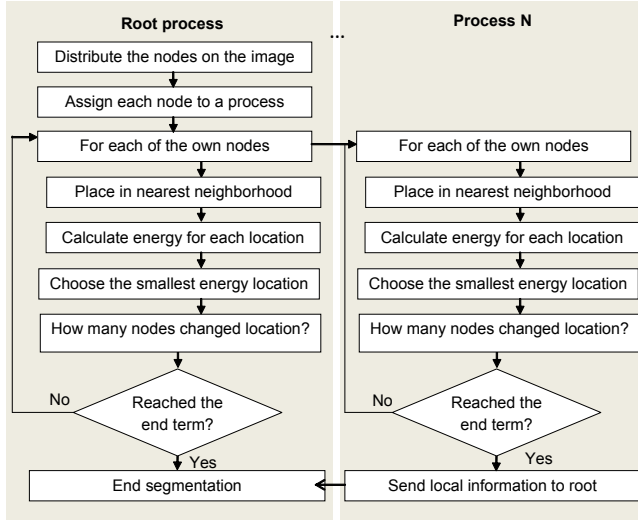 Root process
Distribute the nodes on the image
Assign each node to a process
For each of the own nodes
Place in nearest neighborhood
Calculate energy for each location
Choose the smallest energy location
How many nodes changed location?
No
Reached the
end term?
Yes
End segmentation
...
Process N
For each of the own nodes
Place in nearest neighborhood
Calculate energy for each location
Choose the smallest energy location
How many nodes changed location?
No
Reached the
end term?
Yes
Send local information to root